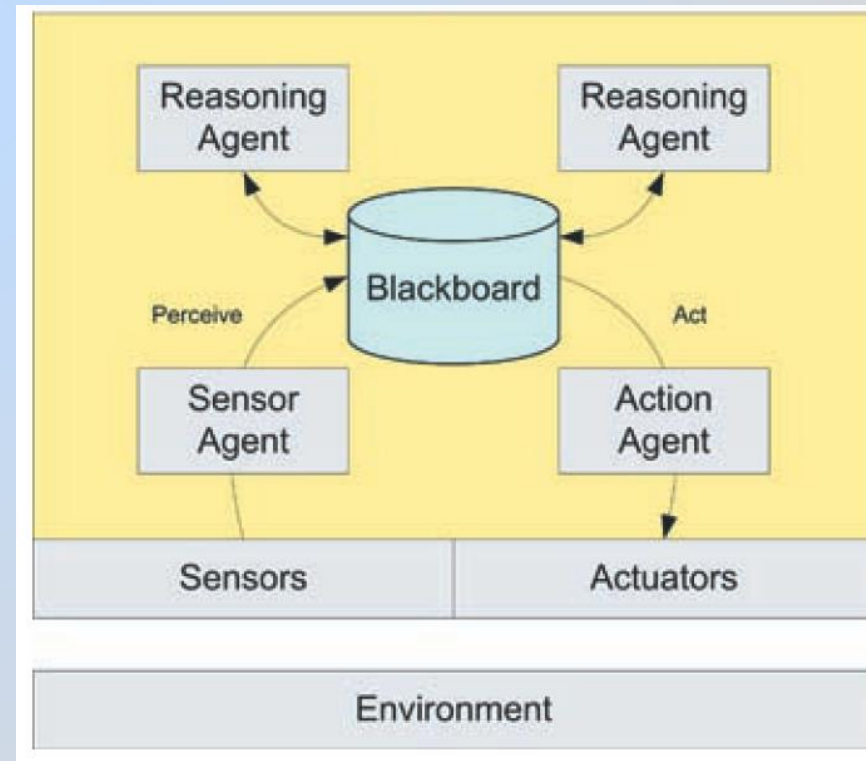 Reasoning
Agent
Reasoning
Agent
Blackboard
Perceive
Act
Sensor
Agent
Action
Agent
Sensors
Actuators
Environment